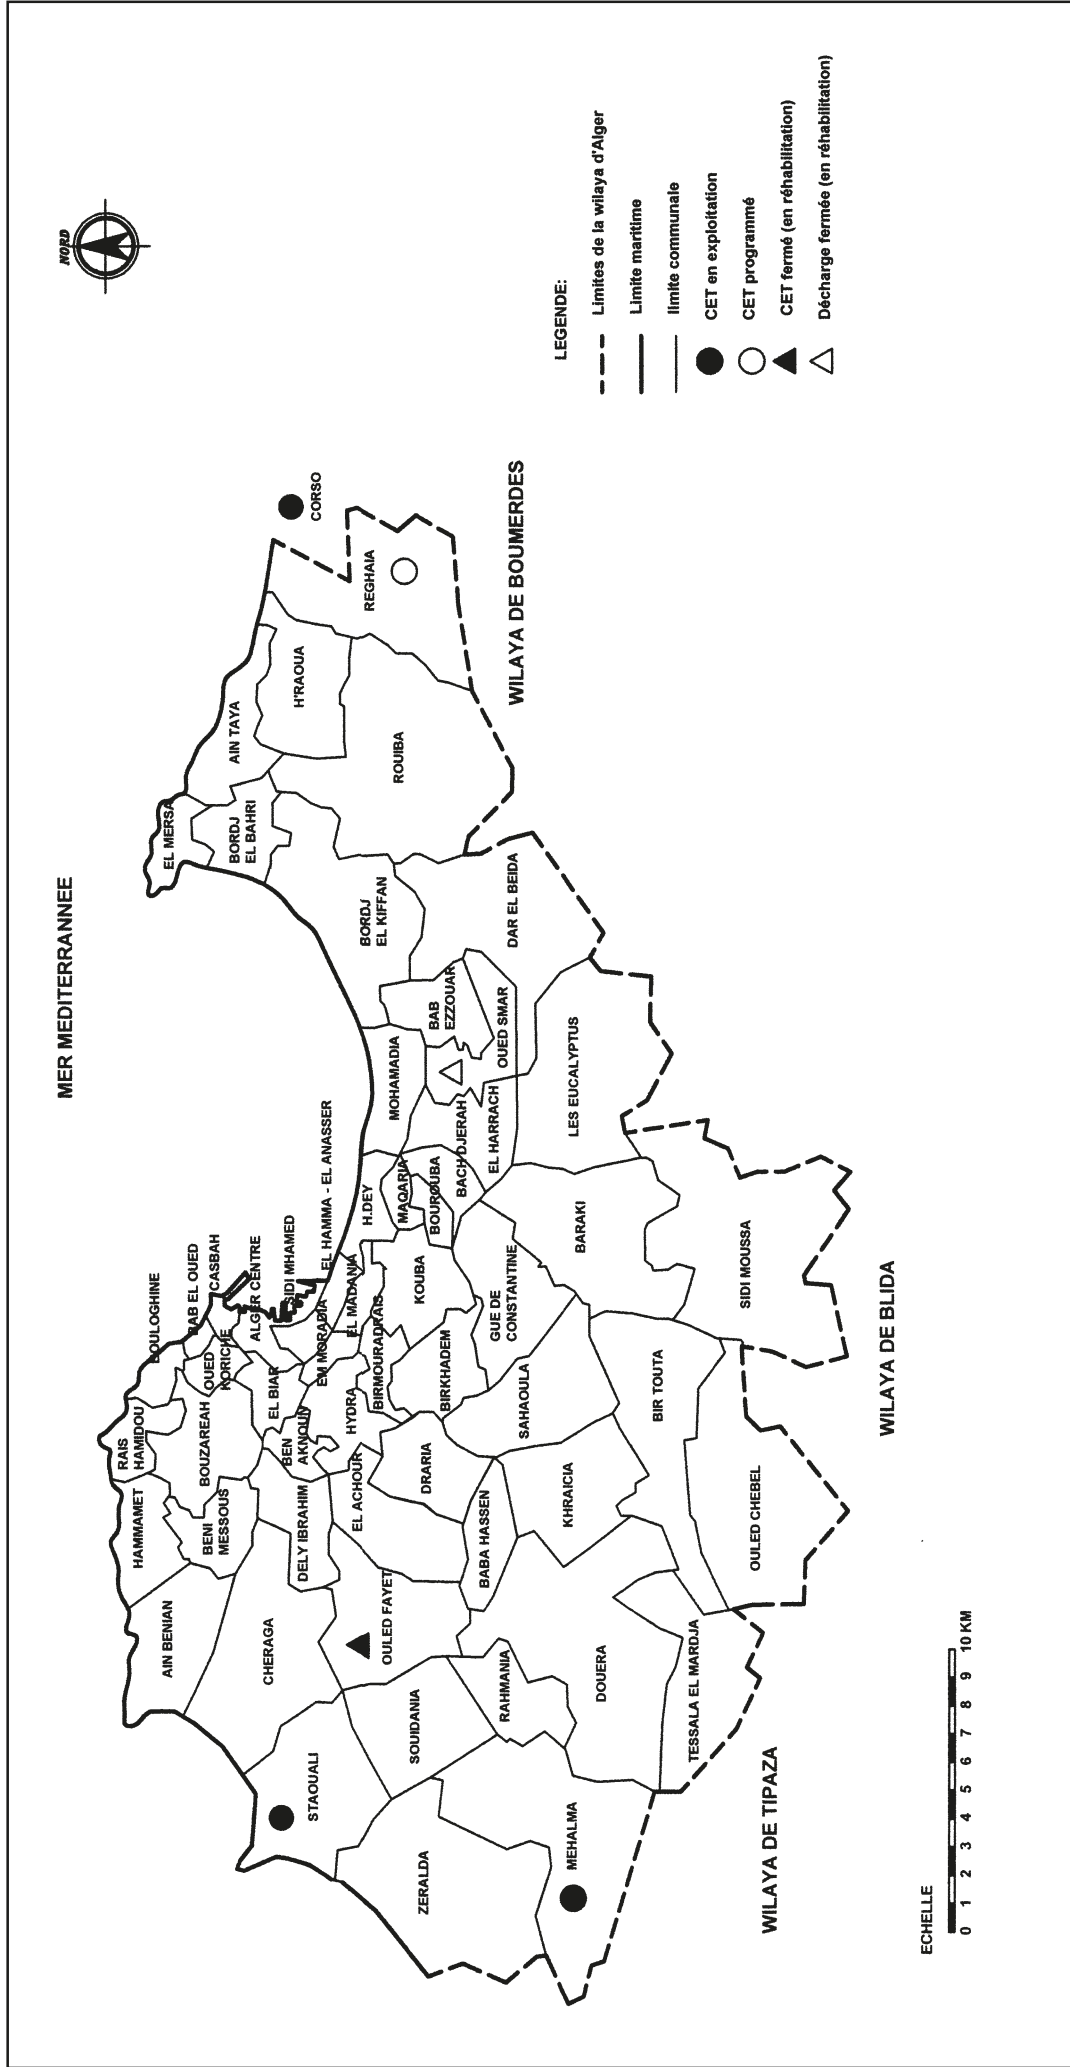 NORD
MER MEDITERRANNEE
EL MERSA
BORDJ
EL BAHRI
AIN TAYA
H'RAOUA
REGHAIA
CORSO
ROUIBA
BORDJ
EL KIFFAN
DAR EL BEIDA
BAB
EZZOUAR
OUED SMAR
MOHAMADIA
BACH DJERAH
EL HARRACH
LES EUCALYPTUS
BOULOGHINE
BAB EL OUED
CASBAH
ALGER CENTRE
SIDI MHAMED
EL HAMMA - EL ANASSER
H.DEY
MAQARIA
BOUROUBA
RAIS
HAMIDOU
OUED
KORICHE
EL BIAR
EM MORADIA
EL MADANIA
BIRMOURADRAIS
KOUBA
GUE DE
CONSTANTINE
BARAKI
SIDI MOUSSA
HAMMAMET
BOUZAREAH
BENI
MESSOUS
BEN
AKNOUN
HYDRA
BIRKHADEM
SAHAOULA
BIR TOUTA
AIN BENIAN
CHERAGA
DELY IBRAHIM
EL ACHOUR
DRARIA
BABA HASSEN
KHRAICIA
OULED CHEBEL
OULED FAYET
STAOUALI
SOUIDANIA
RAHMANIA
DOUERA
TESSALA EL MARDJA
ZERALDA
MEHALMA
WILAYA DE BOUMERDES
WILAYA DE BLIDA
WILAYA DE TIPAZA
LEGENDE:
Limites de la wilaya d'Alger
Limite maritime
limite communale
CET en exploitation
CET programmé
CET fermé (en réhabilitation)
Décharge fermée (en réhabilitation)
ECHELLE
0 1 2 3 4 5 6 7 8 9 10 KM